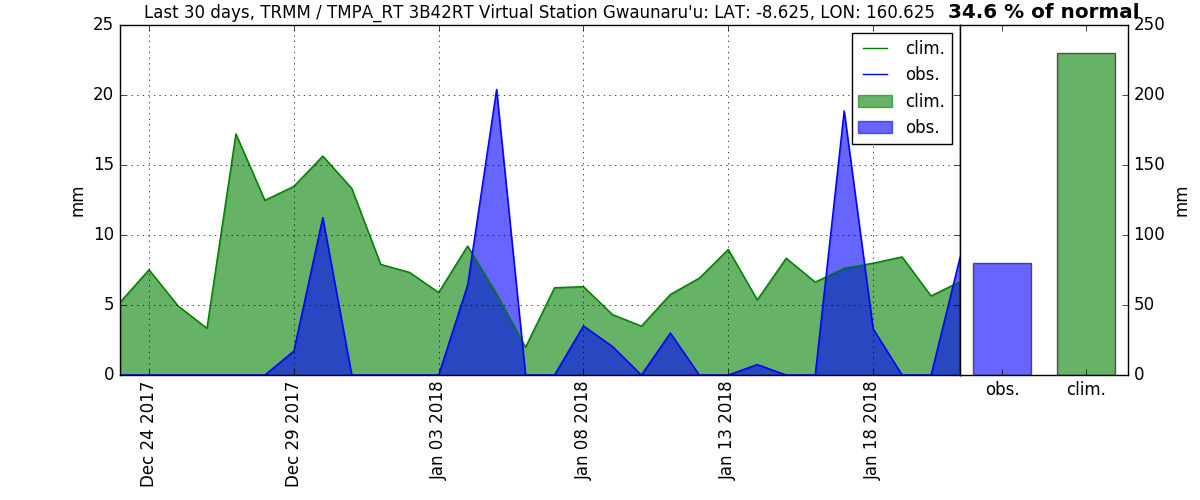 Last 30 days, TRMM / TMPA_RT 3B42RT Virtual Station Gwaunaru'u: LAT: -8.625, LON: 160.625
34.6 % of normal
clim.
obs.
clim.
obs.
25
20
15
10
5
0
mm
Dec 24 2017
Dec 29 2017
Jan 03 2018
Jan 08 2018
Jan 13 2018
Jan 18 2018
250
200
150
100
50
0
mm
obs.
clim.